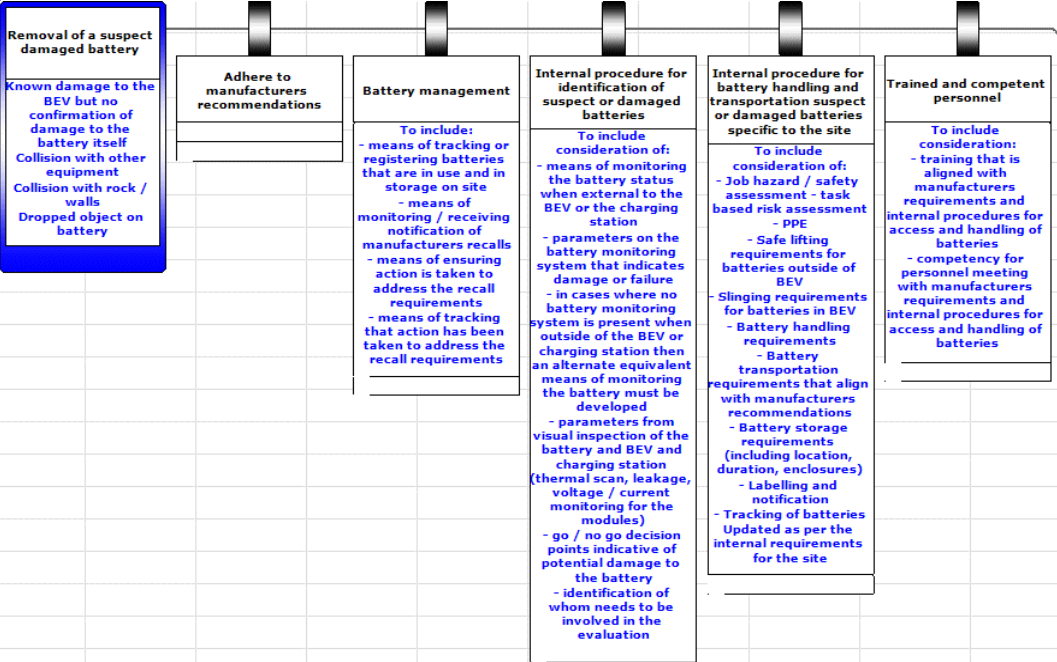 Removal of a suspect
damaged battery
Known damage to the
BEV but no
confirmation of
damage to the
battery itself
Collision with other
equipment
Collision with rock /
walls
Dropped object on
battery
Adhere to
manufacturers
recommendations
Battery management
To include:
- means of tracking or
registering batteries
that are in use and in
storage on site
- means of
monitoring / receiving
notification of
manufacturers recalls
- means of ensuring
action is taken to
address the recall
requirements
- means of tracking
that action has been
taken to address the
recall requirements
Internal procedure for
identification of
suspect or damaged
batteries
To include
consideration of:
- means of monitoring
the battery status
when external to the
BEV or the charging
station
- parameters on the
battery monitoring
system that indicates
damage or failure
- in cases where no
battery monitoring
system is present when
outside of the BEV or
charging station then
an alternate equivalent
means of monitoring
the battery must be
developed
- parameters from
visual inspection of the
battery and BEV and
charging station
(thermal scan, leakage,
voltage / current
monitoring for the
modules)
- go / no go decision
points indicative of
potential damage to
the battery
- identification of
whom needs to be
involved in the
evaluation
Internal procedure for
battery handling and
transportation suspect
or damaged batteries
specific to the site
To include
consideration of:
- Job hazard / safety
assessment - task
based risk assessment
- PPE
- Safe lifting
requirements for
batteries outside of
BEV
- Slinging requirements
for batteries in BEV
- Battery handling
requirements
- Battery
transportation
requirements that align
with manufacturers
recommendations
- Battery storage
requirements
(including location,
duration, enclosures)
- Labelling and
notification
- Tracking of batteries
Updated as per the
internal requirements
for the site
Trained and competent
personnel
To include
consideration:
- training that is
aligned with
manufacturers
requirements and
internal procedures for
access and handling of
batteries
- competency for
personnel meeting
with manufacturers
requirements and
internal procedures for
access and handling of
batteries